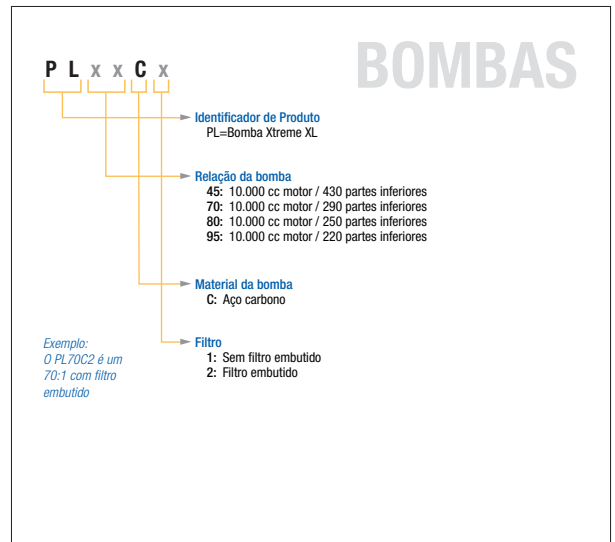 BOMBAS
P L x x C x
Identificador de Produto
PL=Bomba Xtreme XL
Relação da bomba
45: 10.000 cc motor / 430 partes inferiores
70: 10.000 cc motor / 290 partes inferiores
80: 10.000 cc motor / 250 partes inferiores
95: 10.000 cc motor / 220 partes inferiores
Material da bomba
C: Aço carbono
Filtro
1: Sem filtro embutido
2: Filtro embutido
Exemplo:
O PL70C2 é um
70:1 com filtro
embutido